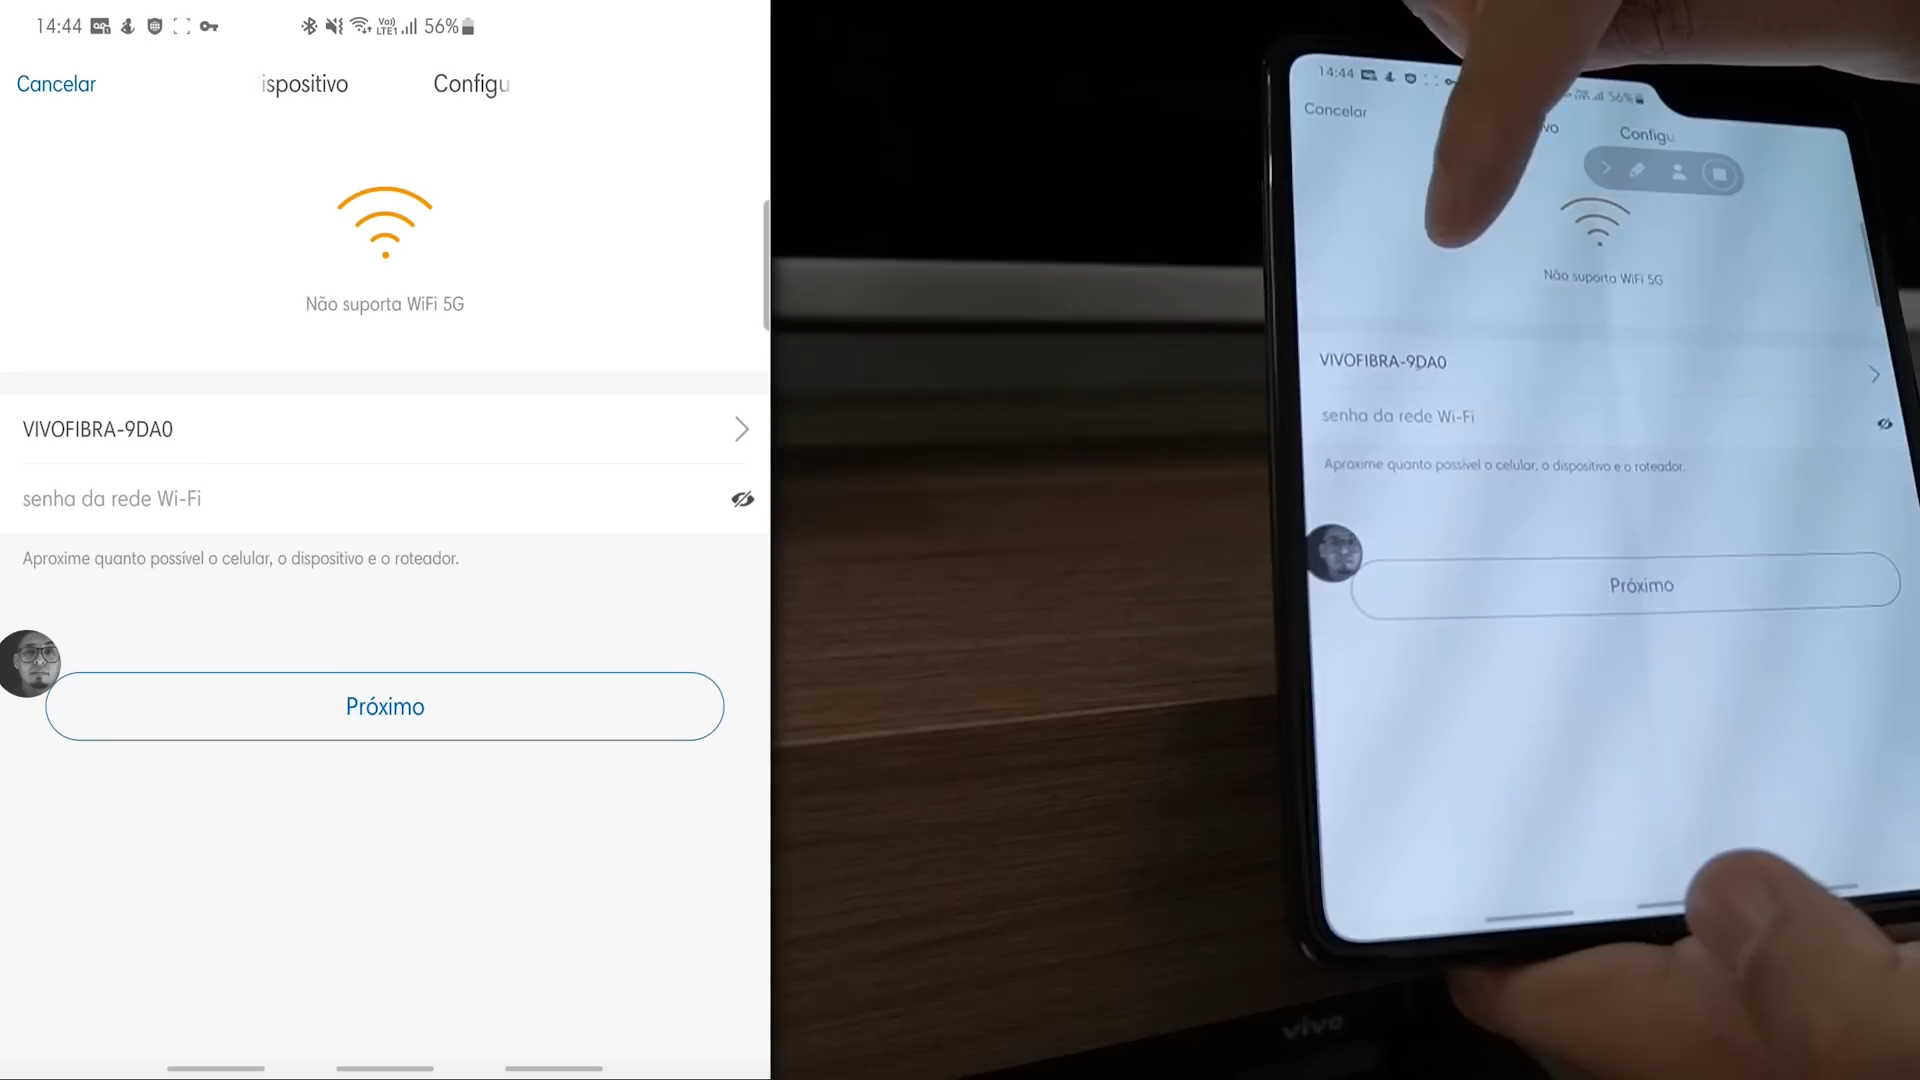 14:44 56%
Cancelar ispositivo Configu
Não suporta WiFi 5G
VIVOFIBRA-9DA0
senha da rede Wi-Fi
Aproxime quanto possível o celular, o dispositivo e o roteador.
Próximo
14:44 56%
Cancelar vo Configu
Não suporta WiFi 5G
VIVOFIBRA-9DA0
senha da rede Wi-Fi
Aproxime quanto possível o celular, o dispositivo e o roteador.
Próximo
vivo